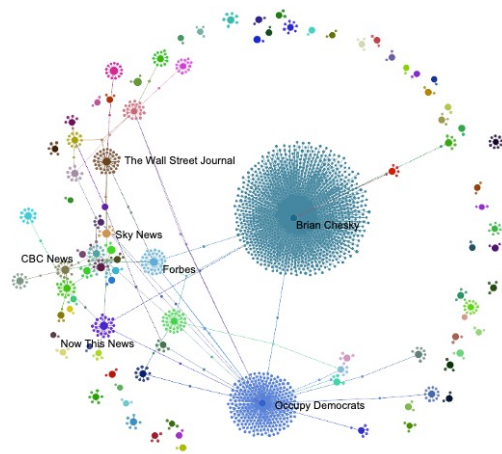 The Wall Street Journal
Brian Chesky
Sky News
CBC News
Forbes
Now This News
Occupy Democrats